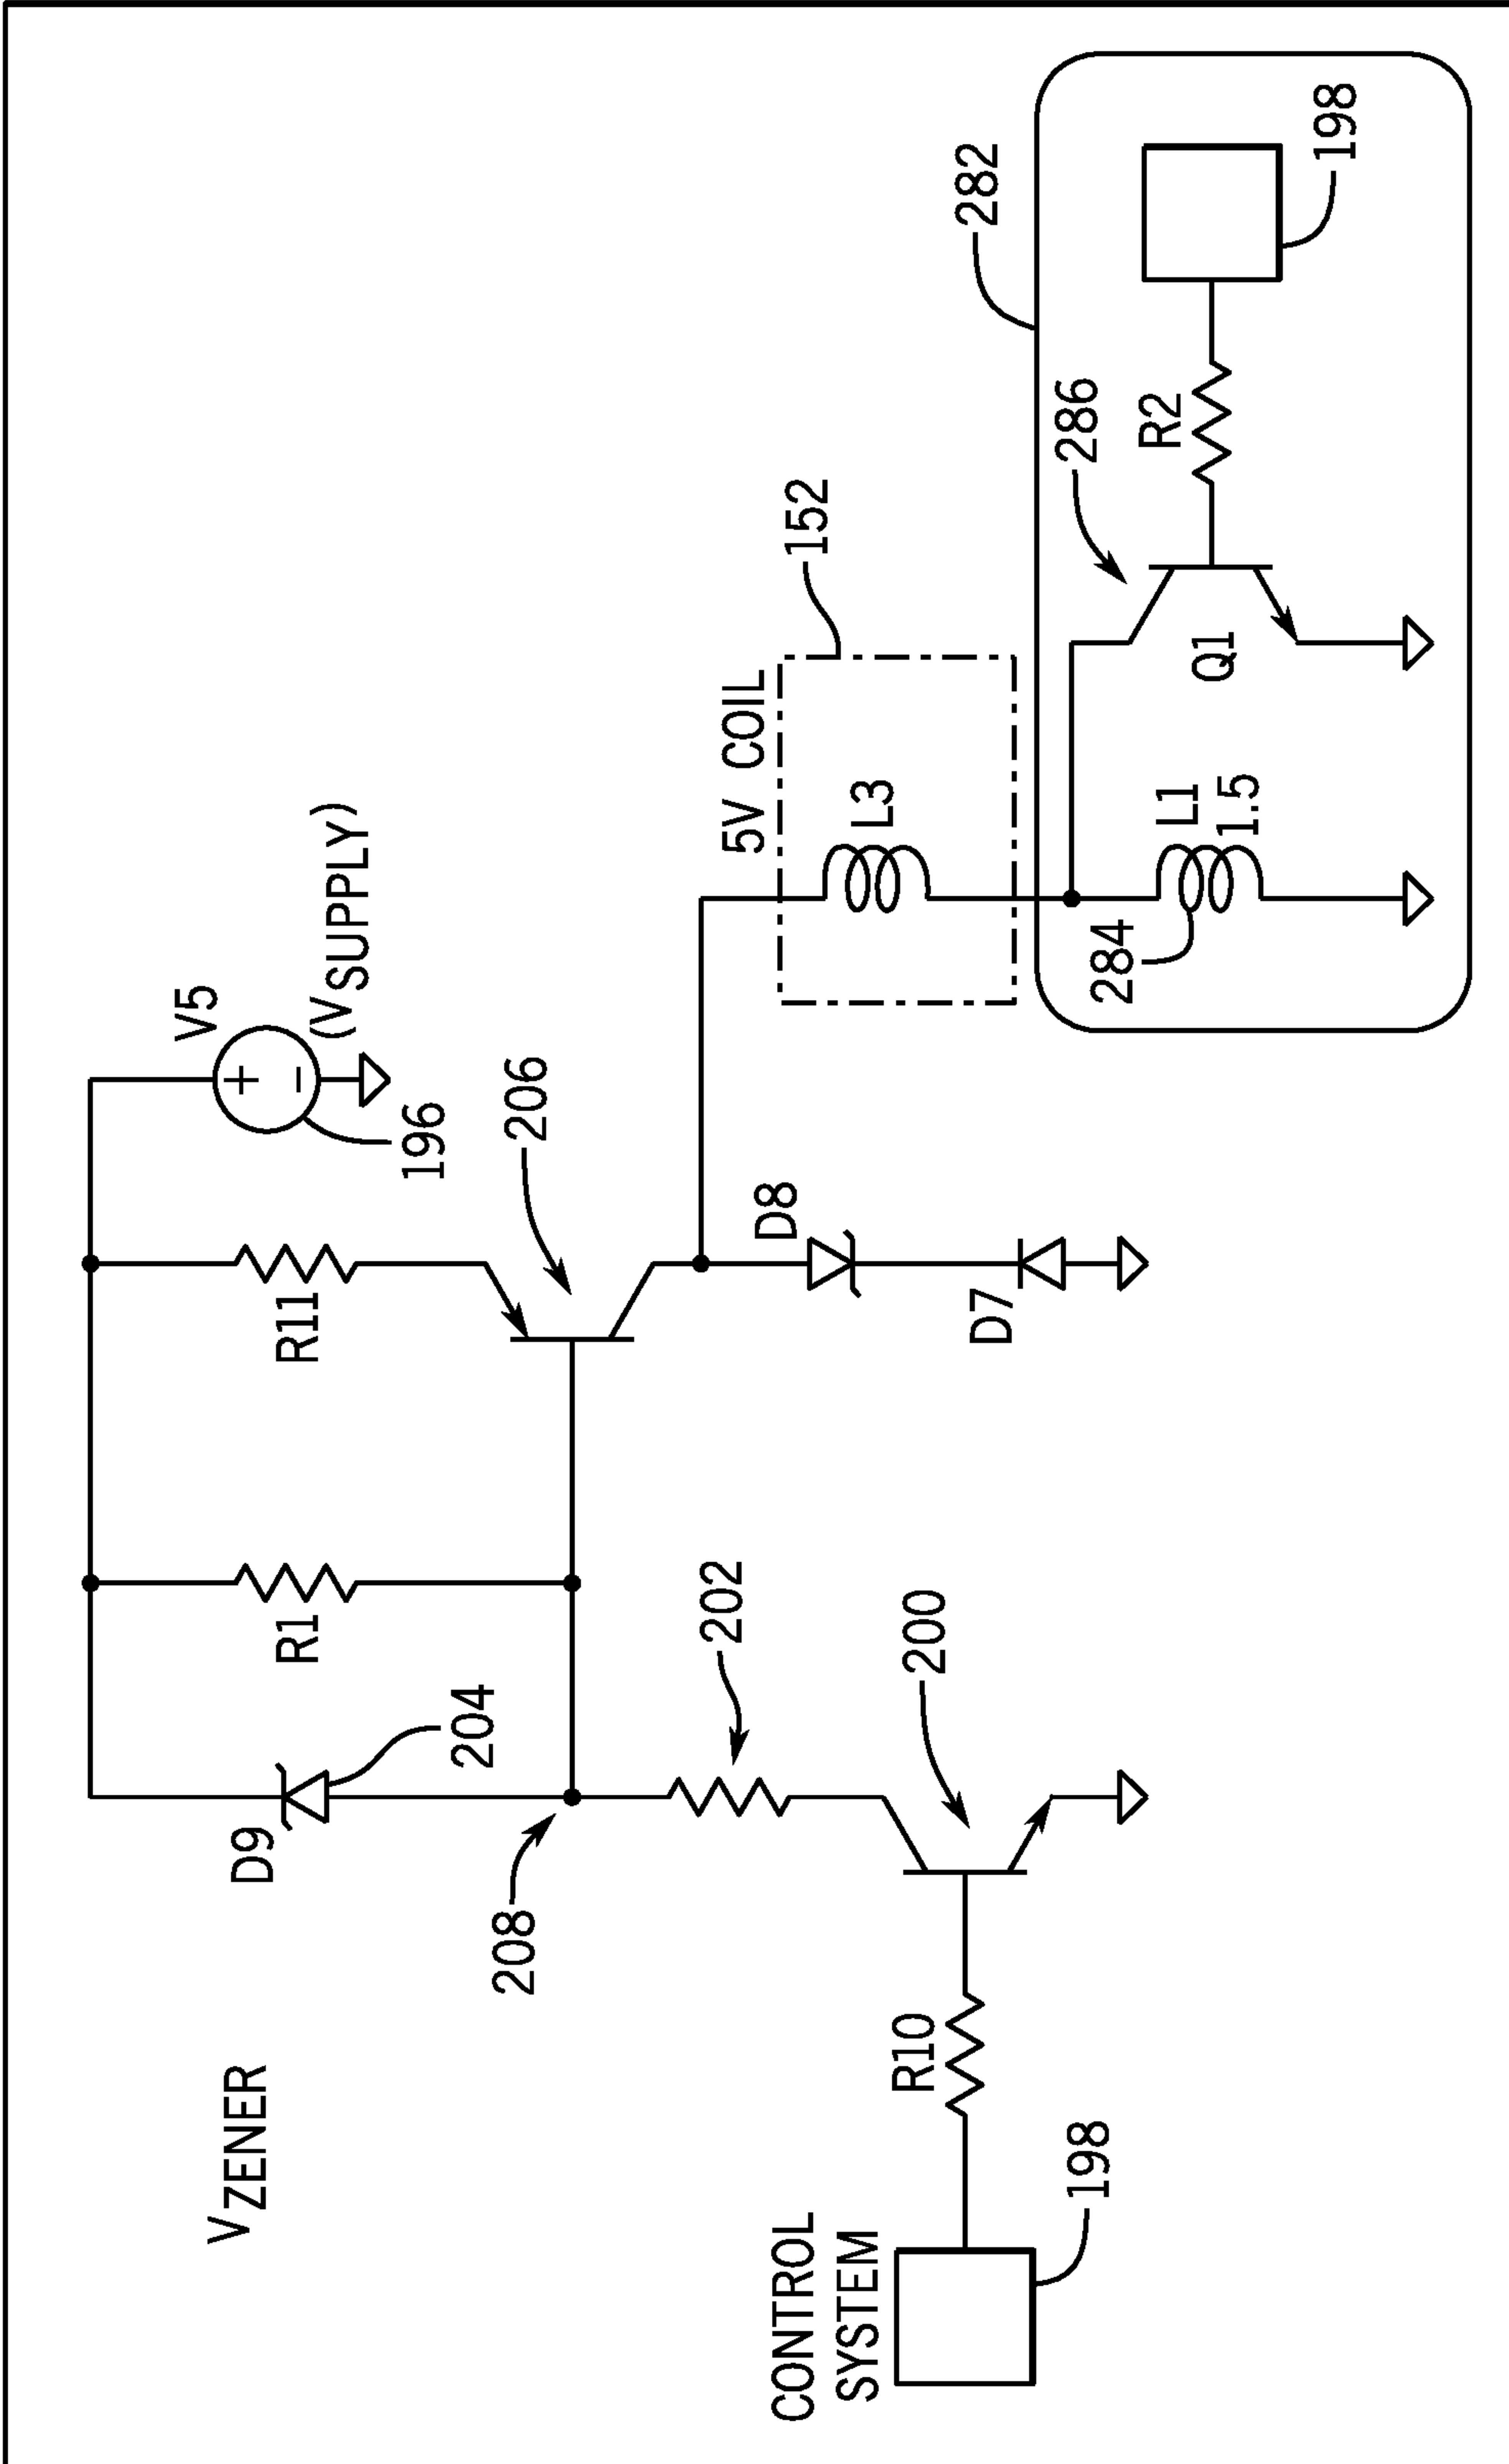 V5
(VSUPPLY)
196
R11
R1
VZENER
D9
204
206
208
202
200
R10
CONTROL
SYSTEM
198
D8
D7
5V COIL
152
L3
282
284
L1
1.5
286
Q1
R2
198
+
−